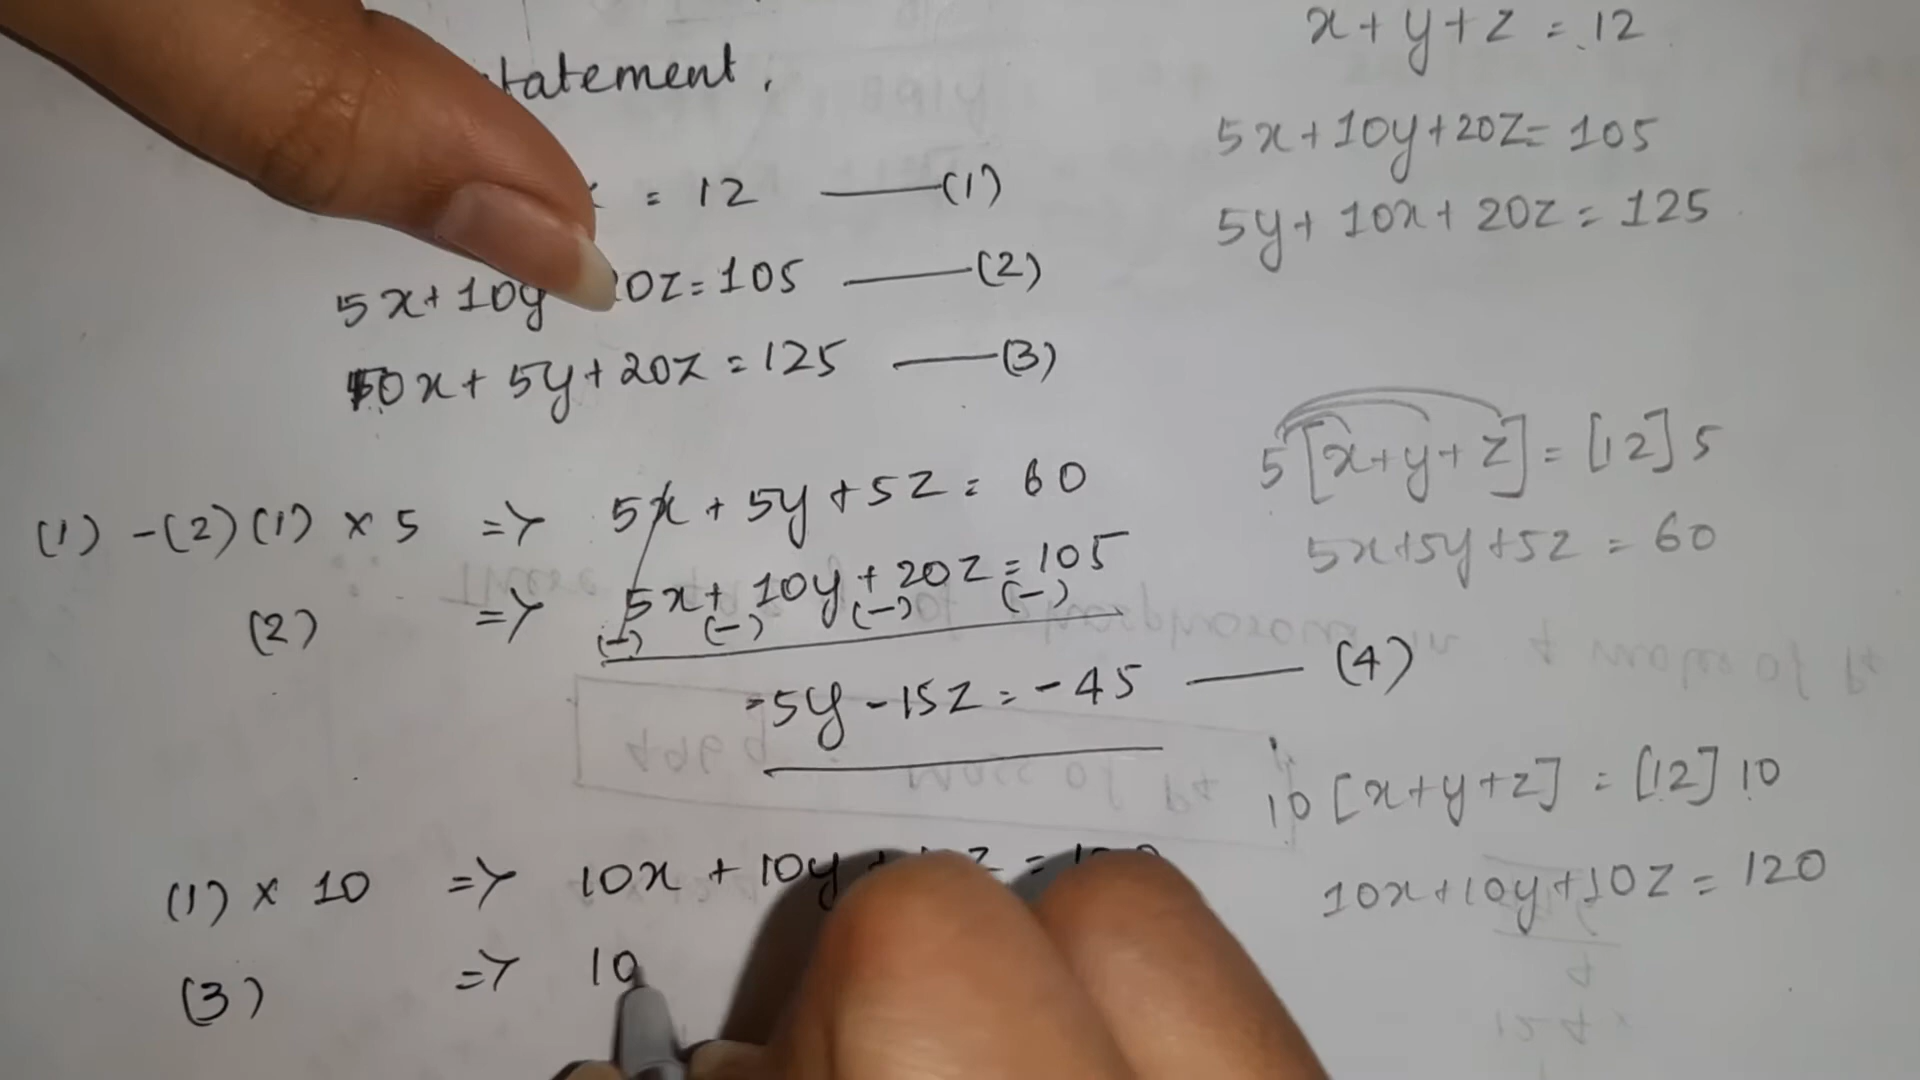 tatement.
= 12 —— (1)
5x + 10y 0z = 105 —— (2)
10x + 5y + 20z = 125 —— (3)
(1) - (2) (1) × 5 => 5x + 5y + 5z = 60
(2) => 5x + 10y + 20z = 105
(-) (-) (-) (-)
-5y - 15z = -45 —— (4)
(1) × 10 => 10x + 10y z =
(3) => 10
x + y + z = 12
5x + 10y + 20z = 105
5y + 10x + 20z = 125
5 [x + y + z] = [12] 5
5x + 5y + 5z = 60
10 [x + y + z] = [12] 10
10x + 10y + 10z = 120